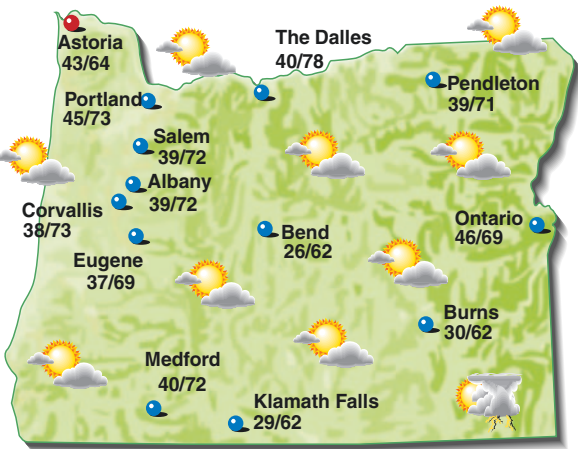 Astoria
43/64
The Dalles
40/78
Pendleton
39/71
Portland
45/73
Salem
39/72
Albany
39/72
Corvallis
38/73
Eugene
37/69
Bend
26/62
Ontario
46/69
Burns
30/62
Medford
40/72
Klamath Falls
29/62